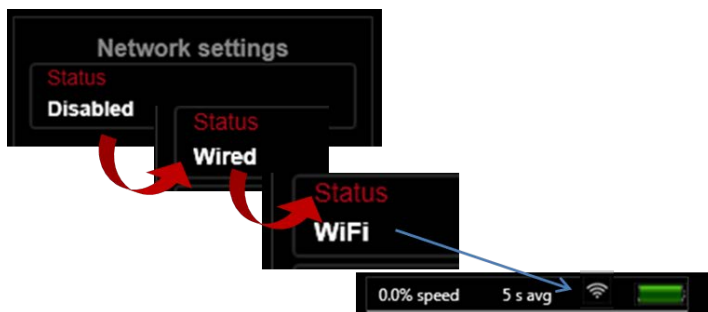 Network settings
Status
Disabled
Status
Wired
Status
WiFi
0.0% speed 5 s avg